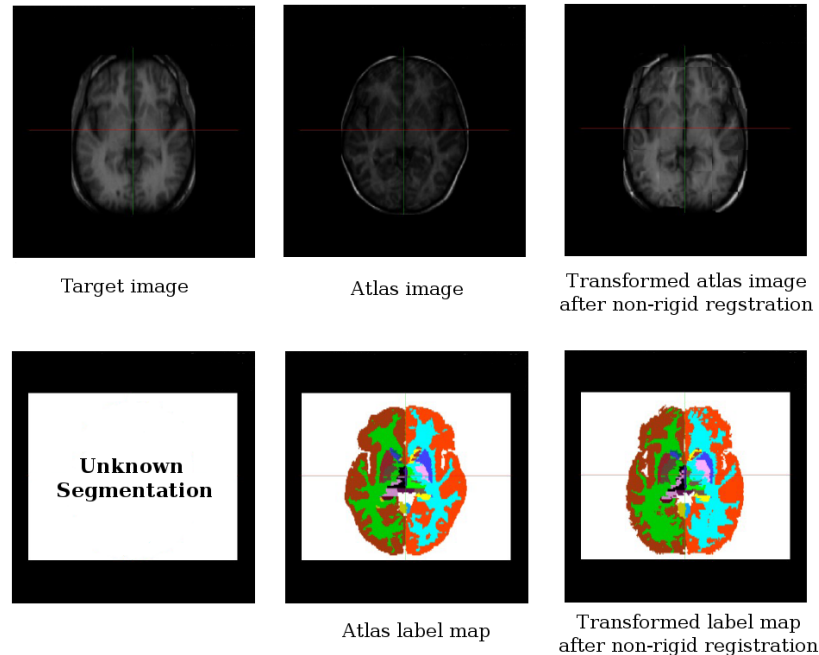 Target image
Atlas image
Transformed atlas image
after non-rigid regstration
Unknown
Segmentation
Atlas label map
Transformed label map
after non-rigid registration